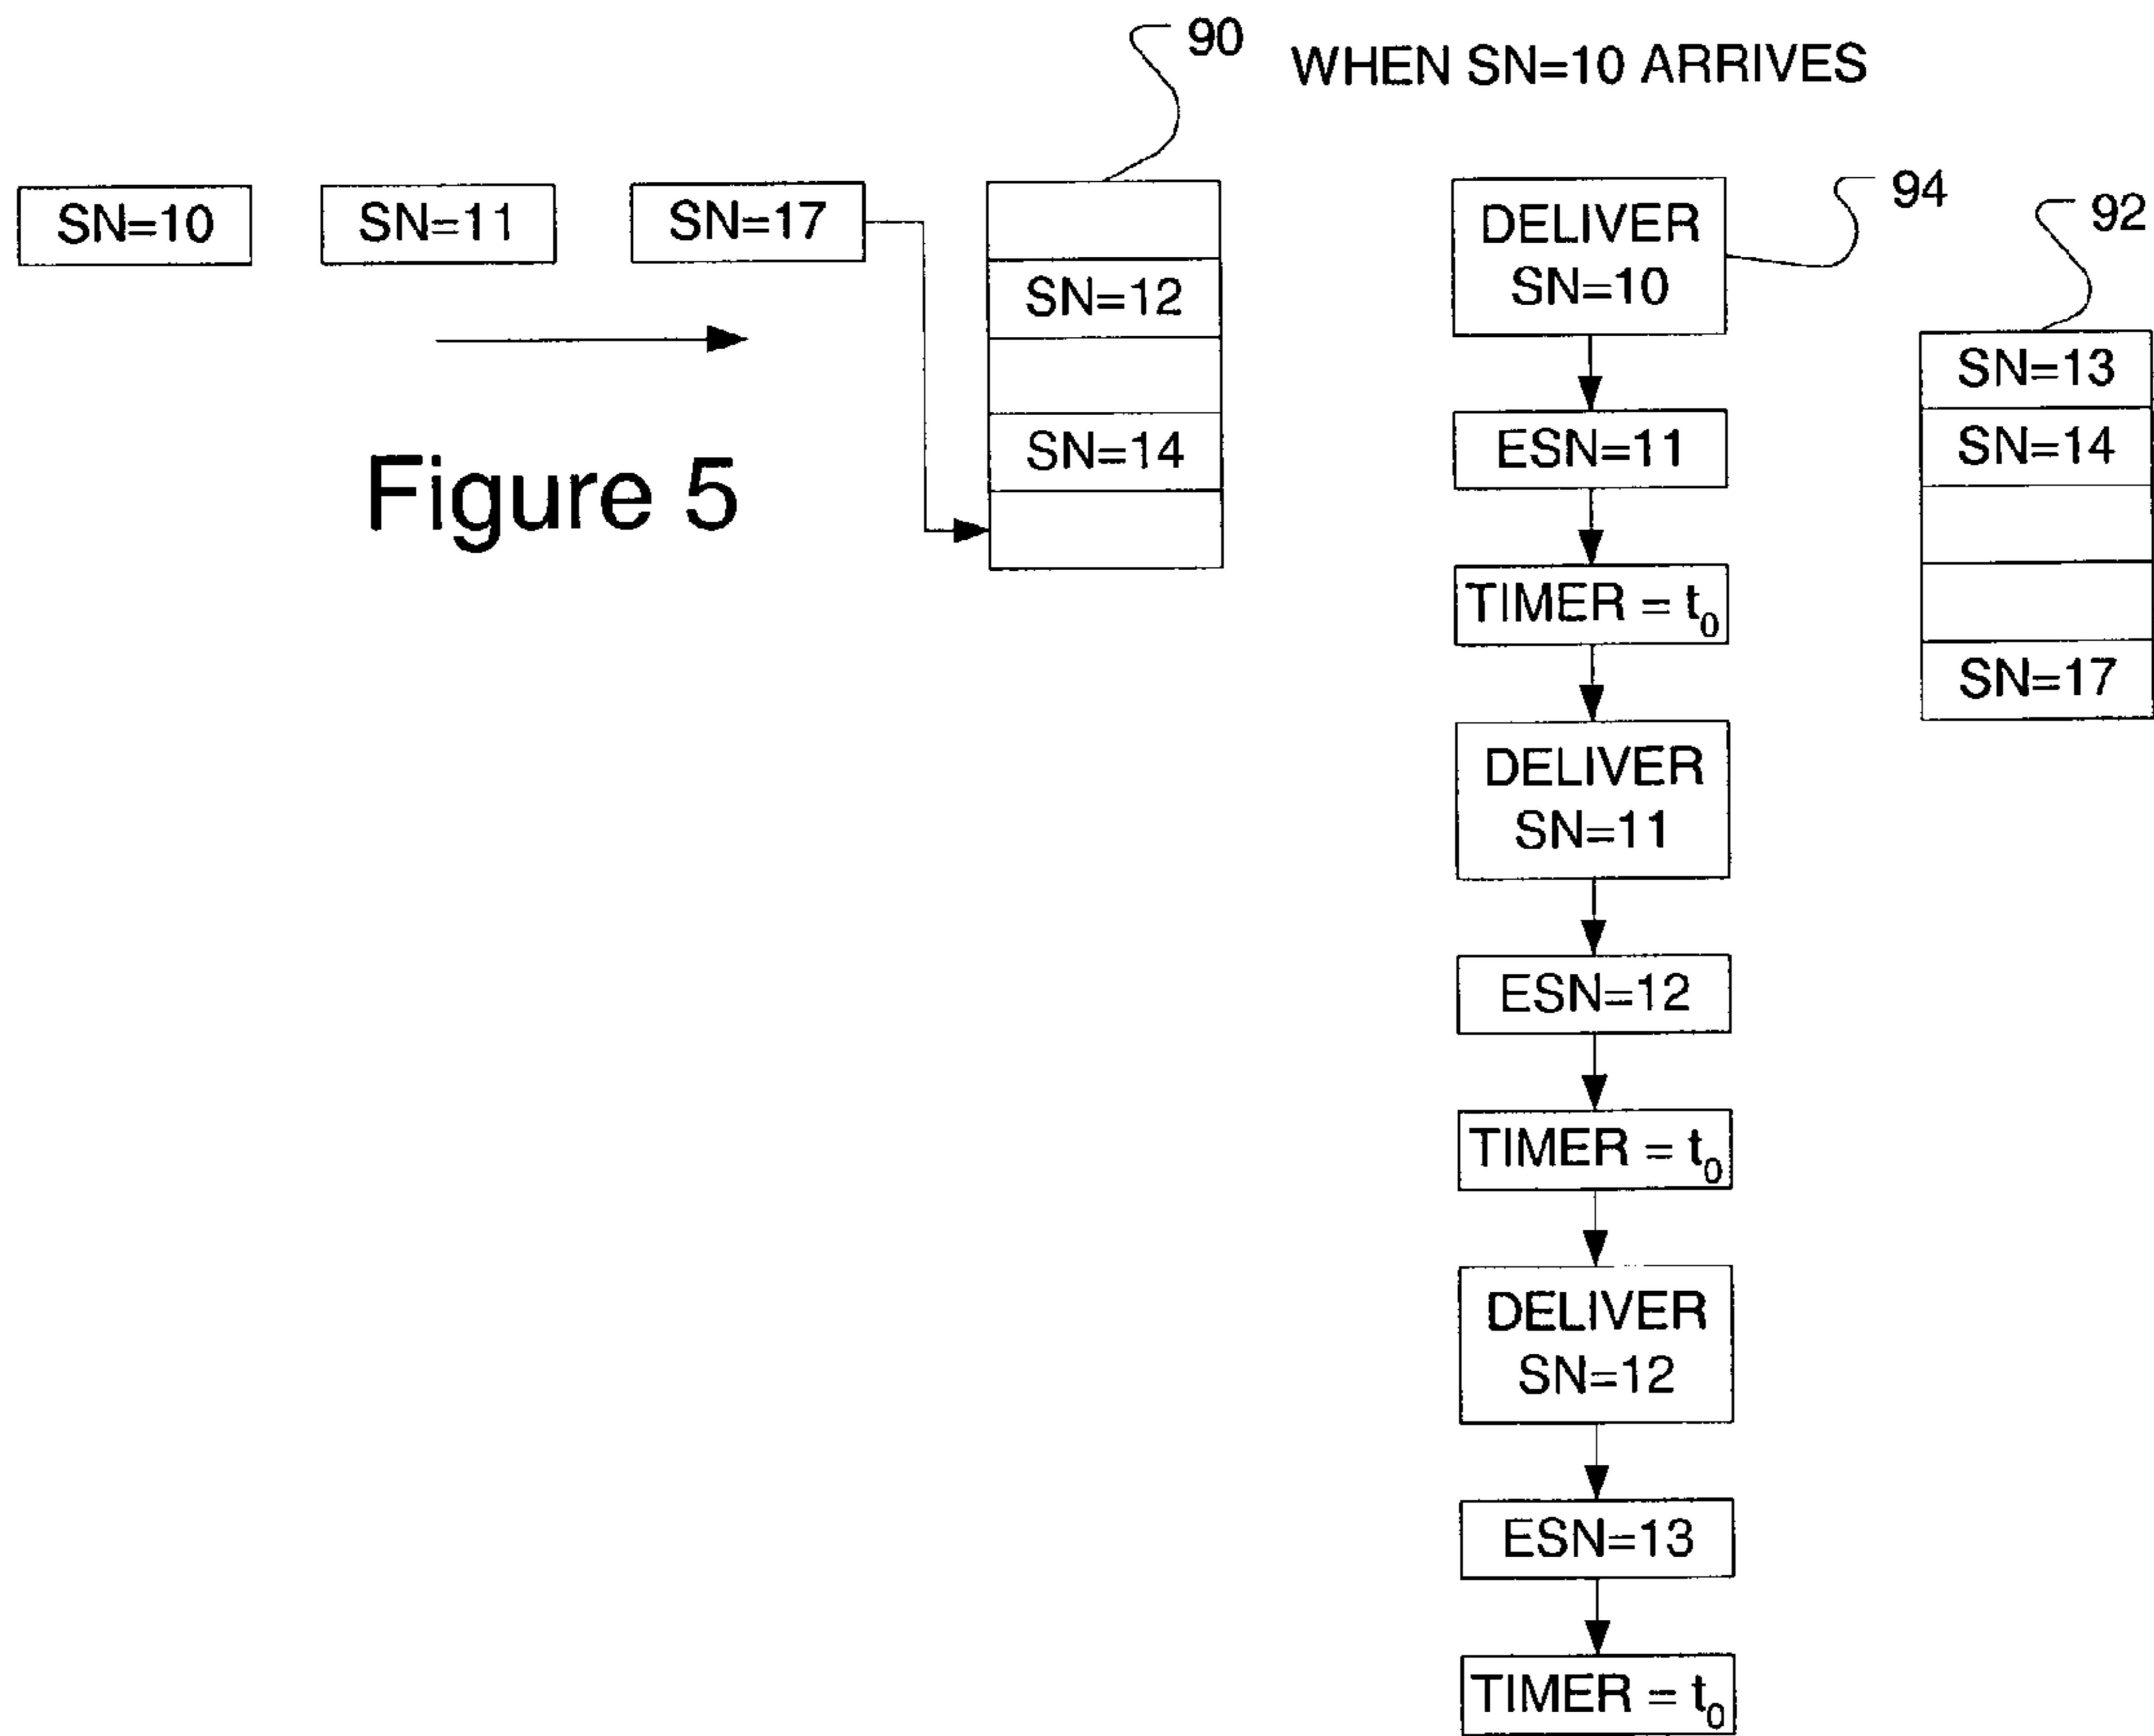 90
WHEN SN=10 ARRIVES
SN=10
SN=11
SN=17
SN=12
SN=14
Figure 5
DELIVER
SN=10
94
ESN=11
TIMER = t0
DELIVER
SN=11
ESN=12
TIMER = t0
DELIVER
SN=12
ESN=13
TIMER = t0
92
SN=13
SN=14
SN=17